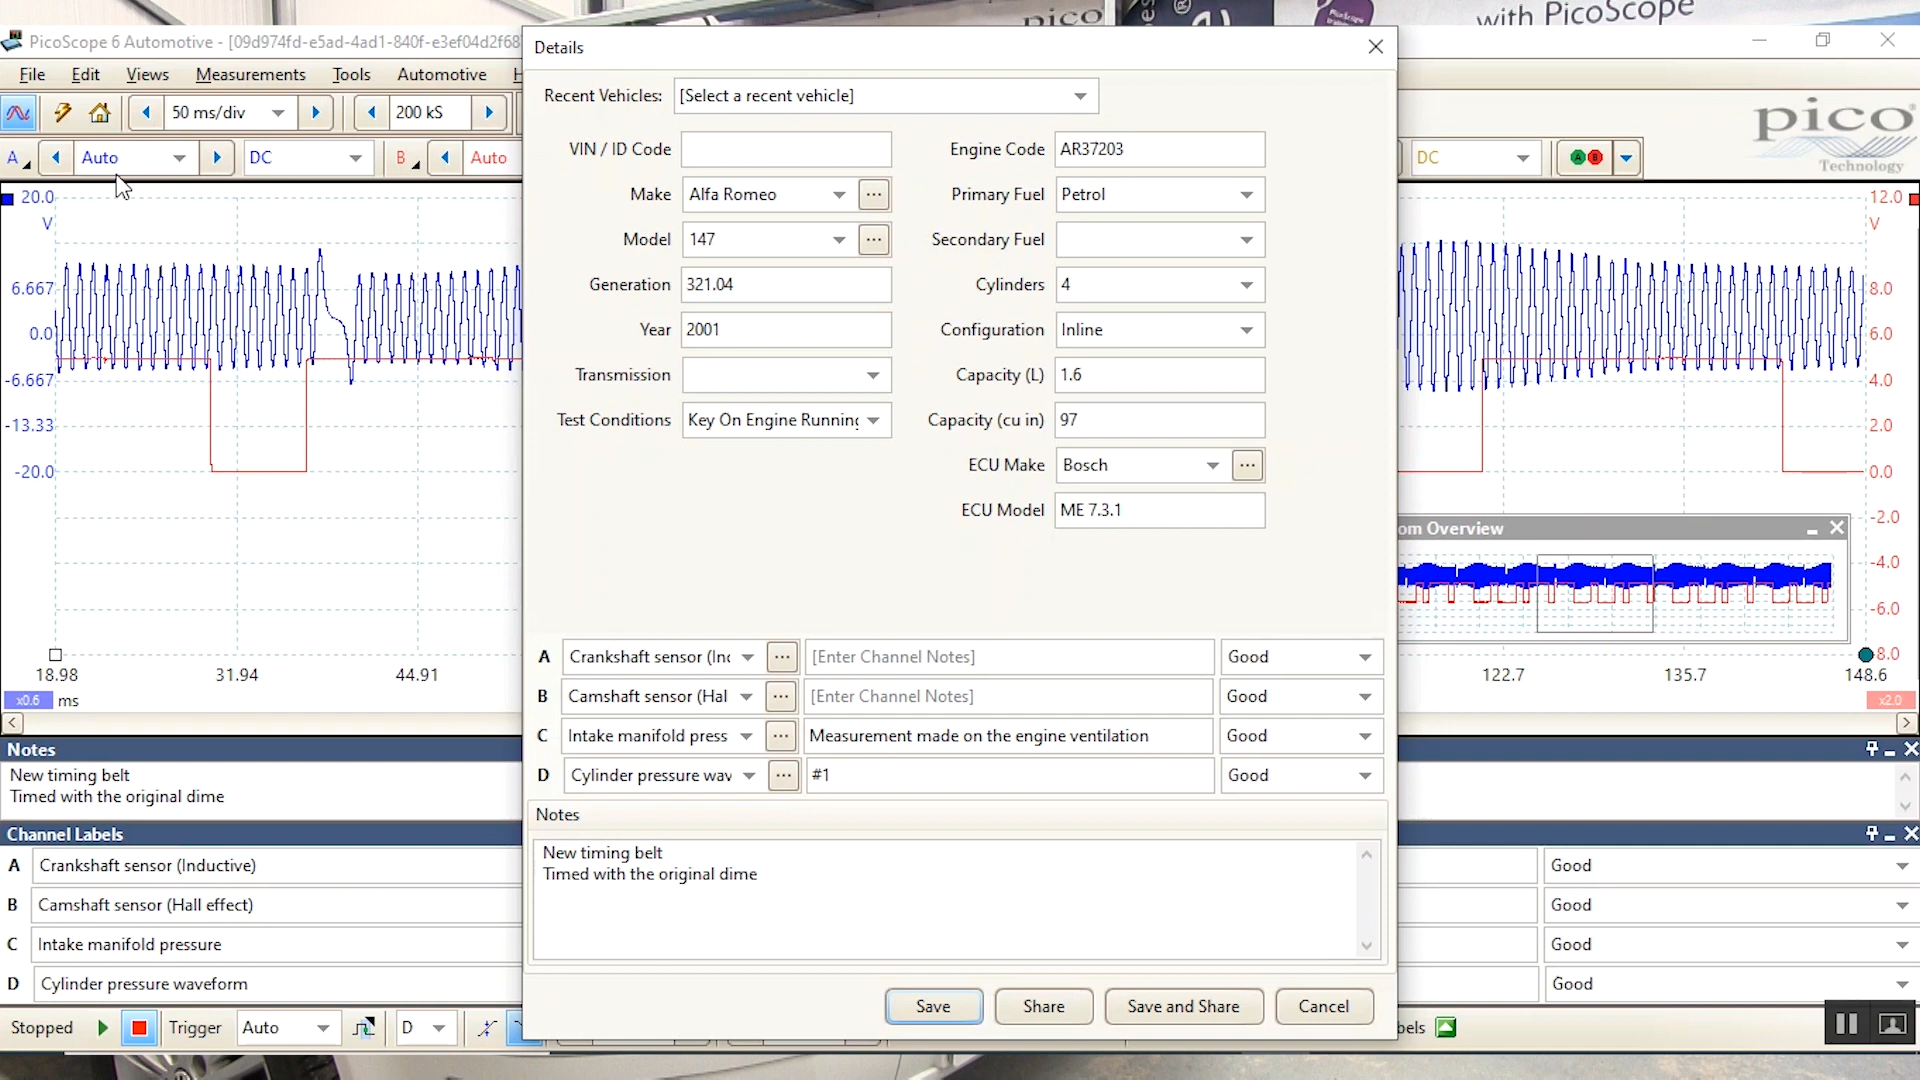 pico
with PicoScope
PicoScope 6 Automotive - [09d974fd-e5ad-4ad1-840f-e3ef04d2f68
File Edit Views Measurements Tools Automotive H
50 ms/div 200 kS
A Auto DC B Auto
DC A B
pico
Technology
Details
Recent Vehicles: [Select a recent vehicle]
VIN / ID Code
Make Alfa Romeo ...
Model 147 ...
Generation 321.04
Year 2001
Transmission
Test Conditions Key On Engine Running
Engine Code AR37203
Primary Fuel Petrol
Secondary Fuel
Cylinders 4
Configuration Inline
Capacity (L) 1.6
Capacity (cu in) 97
ECU Make Bosch ...
ECU Model ME 7.3.1
20.0
V
6.667
0.0
-6.667
-13.33
-20.0
18.98 31.94 44.91
x0.6 ms
12.0
V
8.0
6.0
4.0
2.0
0.0
-2.0
-4.0
-6.0
-8.0
om Overview
122.7 135.7 148.6
x2.0
A Crankshaft sensor (Inc ... [Enter Channel Notes] Good
B Camshaft sensor (Hal ... [Enter Channel Notes] Good
C Intake manifold press ... Measurement made on the engine ventilation Good
D Cylinder pressure wav ... #1 Good
Notes
New timing belt
Timed with the original dime
Save Share Save and Share Cancel
Notes
New timing belt
Timed with the original dime
Channel Labels
A Crankshaft sensor (Inductive) Good
B Camshaft sensor (Hall effect) Good
C Intake manifold pressure Good
D Cylinder pressure waveform Good
Stopped Trigger Auto D
bels